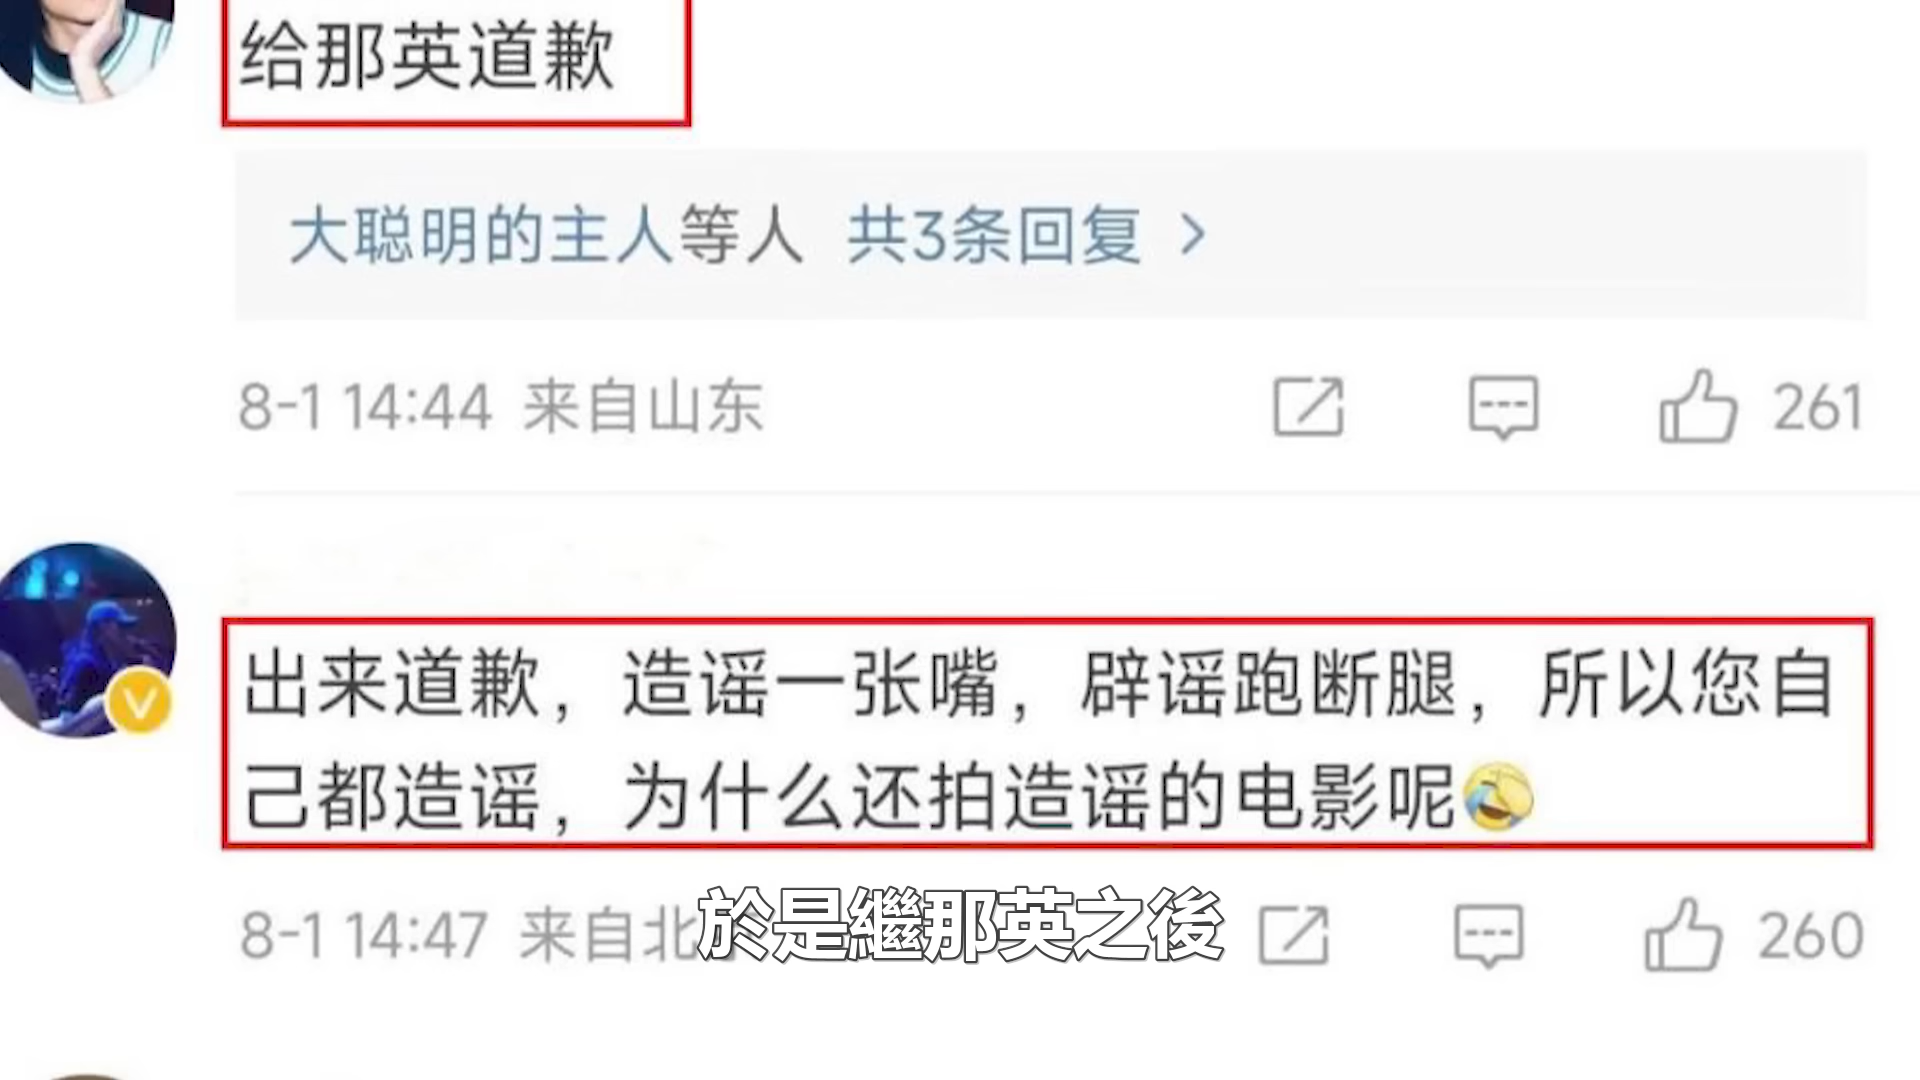 给那英道歉
大聪明的主人等人 共3条回复 >
8-1 14:44 来自山东
261
出来道歉，造谣一张嘴，辟谣跑断腿，所以您自
己都造谣，为什么还拍造谣的电影呢🤣
8-1 14:47 来自北
於是繼那英之後
260